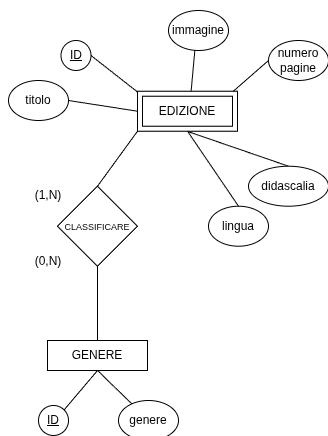 immagine
ID
numero
pagine
titolo
EDIZIONE
didascalia
(1,N)
lingua
CLASSIFICARE
(0,N)
GENERE
ID
genere